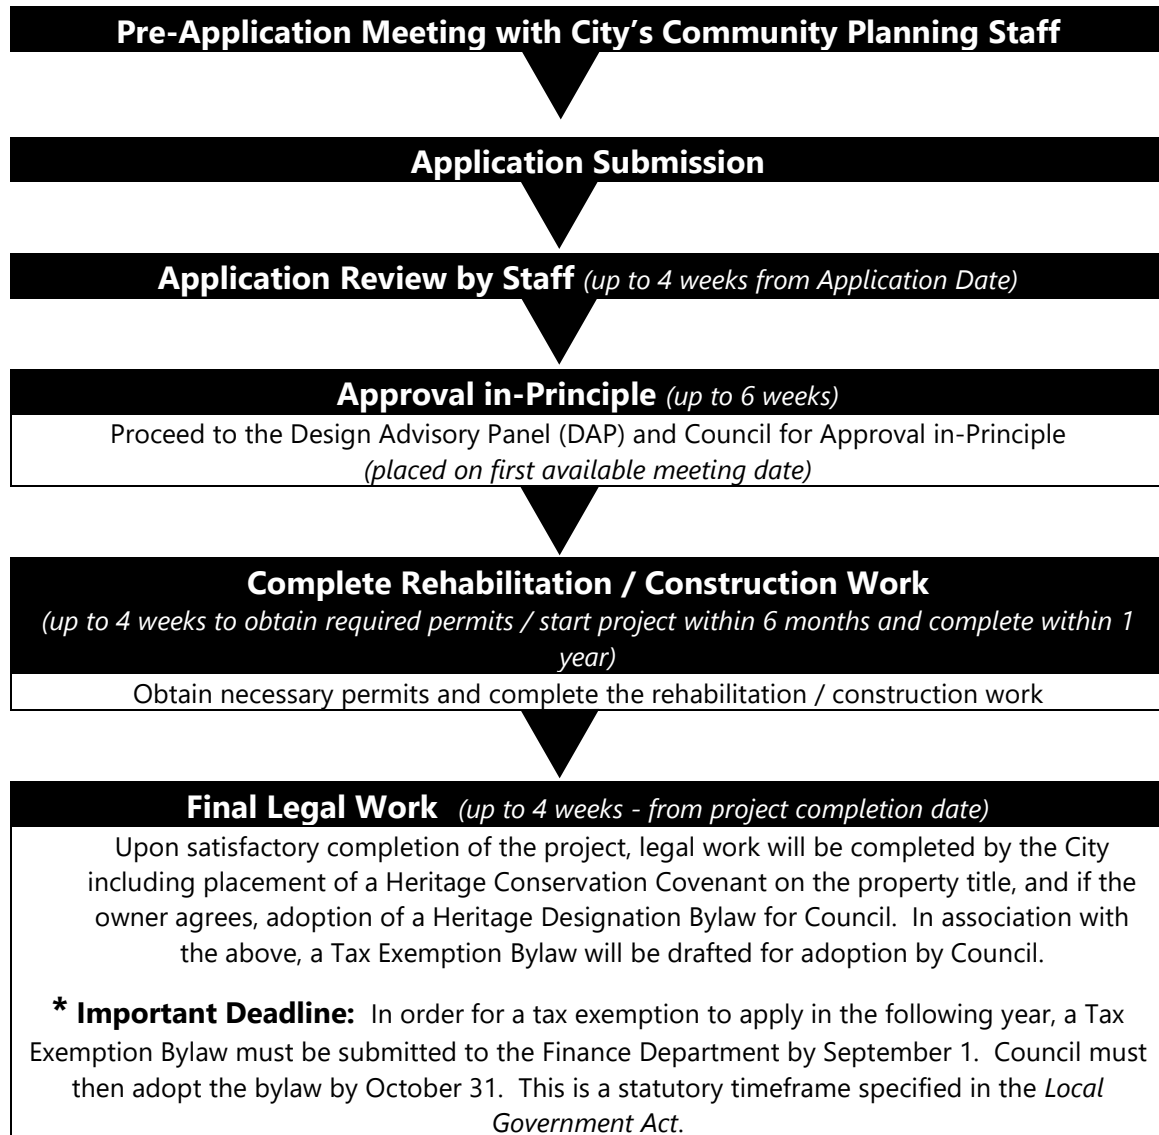 Pre-Application Meeting with City's Community Planning Staff
Application Submission
Application Review by Staff (up to 4 weeks from Application Date)
Approval in-Principle (up to 6 weeks)
Proceed to the Design Advisory Panel (DAP) and Council for Approval in-Principle
(placed on first available meeting date)
Complete Rehabilitation / Construction Work
(up to 4 weeks to obtain required permits / start project within 6 months and complete within 1
year)
Obtain necessary permits and complete the rehabilitation / construction work
Final Legal Work (up to 4 weeks - from project completion date)
Upon satisfactory completion of the project, legal work will be completed by the City
including placement of a Heritage Conservation Covenant on the property title, and if the
owner agrees, adoption of a Heritage Designation Bylaw for Council. In association with
the above, a Tax Exemption Bylaw will be drafted for adoption by Council.
* Important Deadline: In order for a tax exemption to apply in the following year, a Tax
Exemption Bylaw must be submitted to the Finance Department by September 1. Council must
then adopt the bylaw by October 31. This is a statutory timeframe specified in the Local
Government Act.